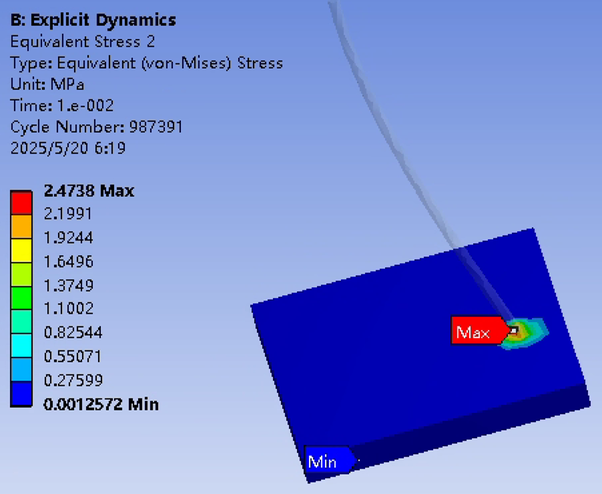 B: Explicit Dynamics
Equivalent Stress 2
Type: Equivalent (von-Mises) Stress
Unit: MPa
Time: 1.e-002
Cycle Number: 987391
2025/5/20 6:19
2.4738 Max
2.1991
1.9244
1.6496
1.3749
1.1002
0.82544
0.55071
0.27599
0.0012572 Min
Max
Min